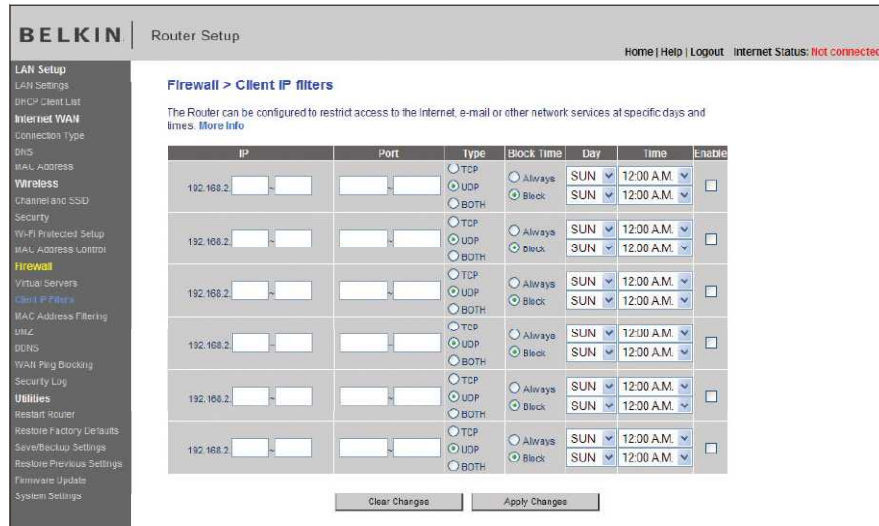 BELKIN | Router Setup
Home | Help | Logout Internet Status: Not connected
LAN Setup
LAN Settings
DHCP Client List
Internet WAN
Connection Type
DNS
MAC Address
Wireless
Channel and SSID
Security
Wi-Fi Protected Setup
MAC Address Control
Firewall
Virtual Servers
Client IP Filters
MAC Address Filtering
DMZ
DDNS
WAN Ping Blocking
Security Log
Utilities
Restart Router
Restore Factory Defaults
Save/Backup Settings
Restore Previous Settings
Firmware Update
System Settings
Firewall > Client IP filters
The Router can be configured to restrict access to the Internet, e-mail or other network services at specific days and
times. More Info
IP Port Type Block Time Day Time Enable
TCP
192.168.2. ~ ~ UDP Always SUN 12:00 A.M.
BOTH Block SUN 12:00 A.M.
TCP
192.168.2. ~ ~ UDP Always SUN 12:00 A.M.
BOTH Block SUN 12:00 A.M.
TCP
192.168.2. ~ ~ UDP Always SUN 12:00 A.M.
BOTH Block SUN 12:00 A.M.
TCP
192.168.2. ~ ~ UDP Always SUN 12:00 A.M.
BOTH Block SUN 12:00 A.M.
TCP
192.168.2. ~ ~ UDP Always SUN 12:00 A.M.
BOTH Block SUN 12:00 A.M.
TCP
192.168.2. ~ ~ UDP Always SUN 12:00 A.M.
BOTH Block SUN 12:00 A.M.
Clear Changes Apply Changes